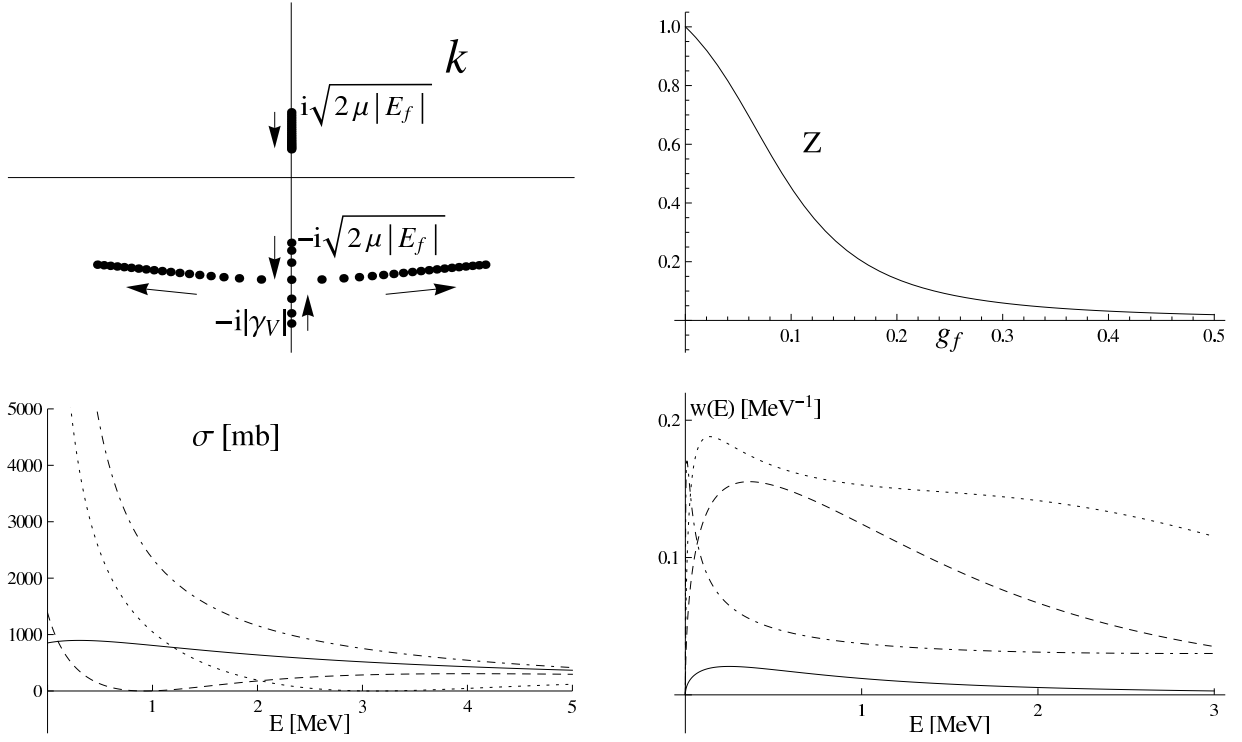 k
i√2 μ | E_f |
−i√2 μ | E_f |
−i|γ_V|
1.0
0.8
0.6
0.4
0.2
Z
0.1
0.2
g_f
0.3
0.4
0.5
5000
4000
3000
2000
1000
0
σ [mb]
1
2
3
4
5
E [MeV]
w(E) [MeV⁻¹]
0.2
0.1
1
2
3
E [MeV]